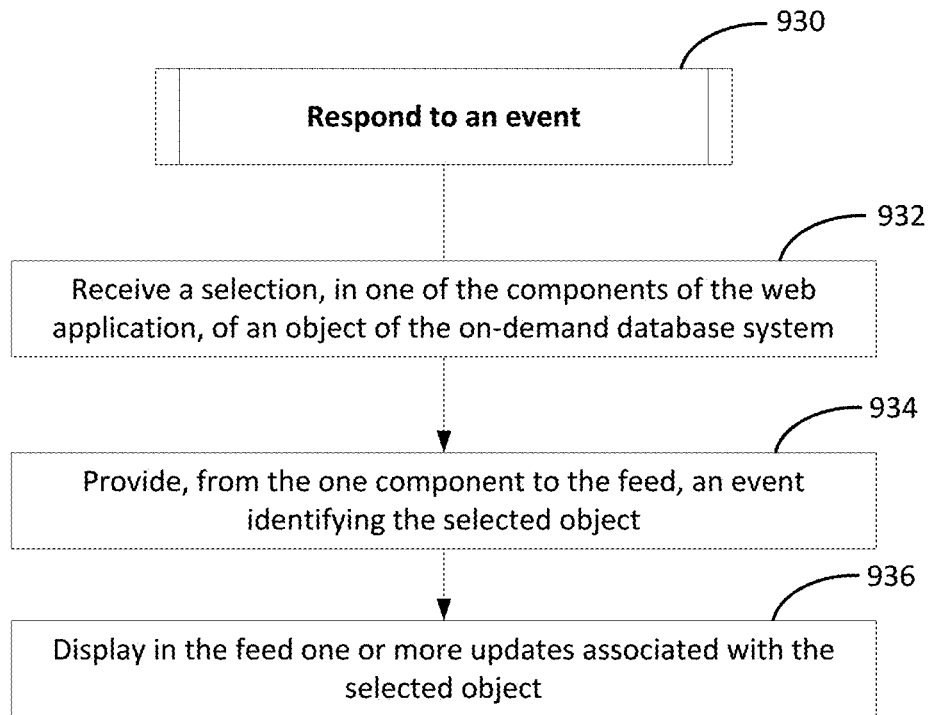 930
Respond to an event
932
Receive a selection, in one of the components of the web
application, of an object of the on-demand database system
934
Provide, from the one component to the feed, an event
identifying the selected object
936
Display in the feed one or more updates associated with the
selected object